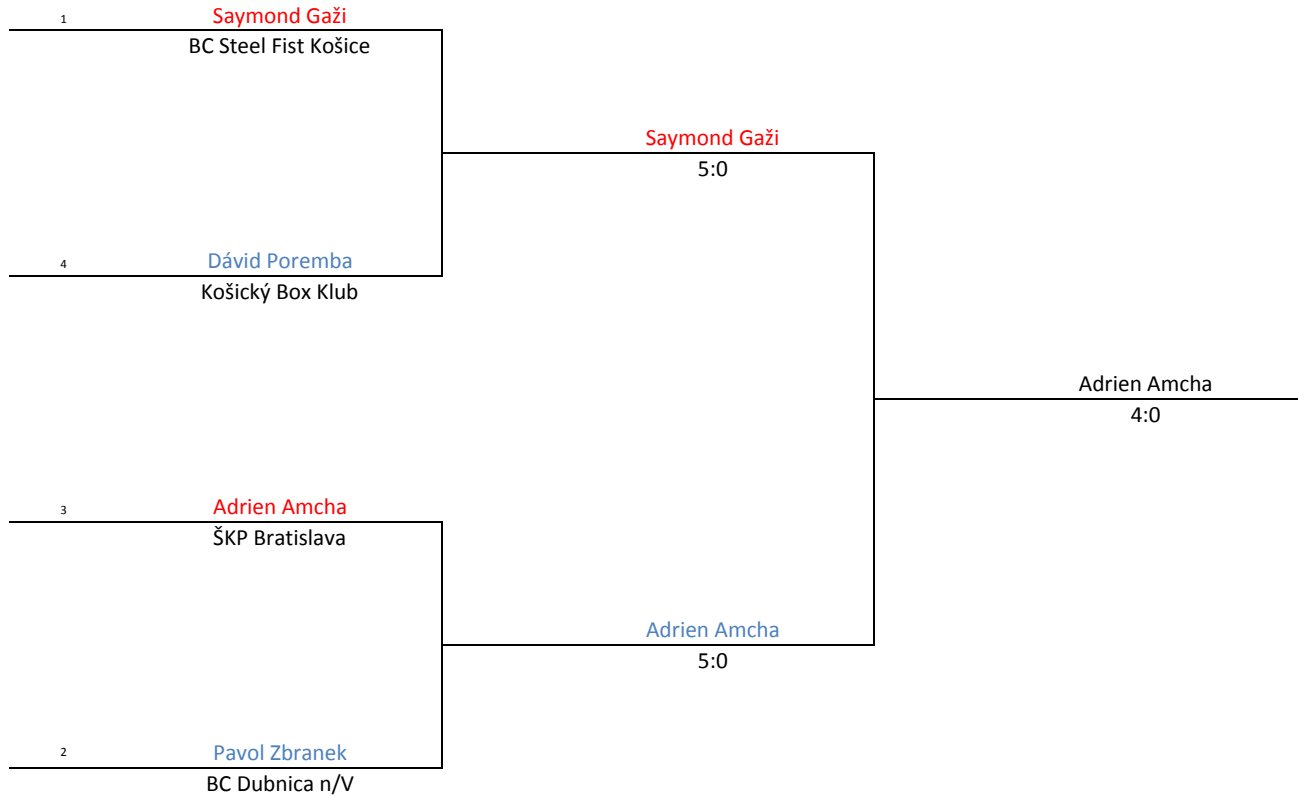 1 Saymond Gaži
BC Steel Fist Košice
Saymond Gaži
5:0
4 Dávid Poremba
Košický Box Klub
Adrien Amcha
4:0
3 Adrien Amcha
ŠKP Bratislava
Adrien Amcha
5:0
2 Pavol Zbranek
BC Dubnica n/V